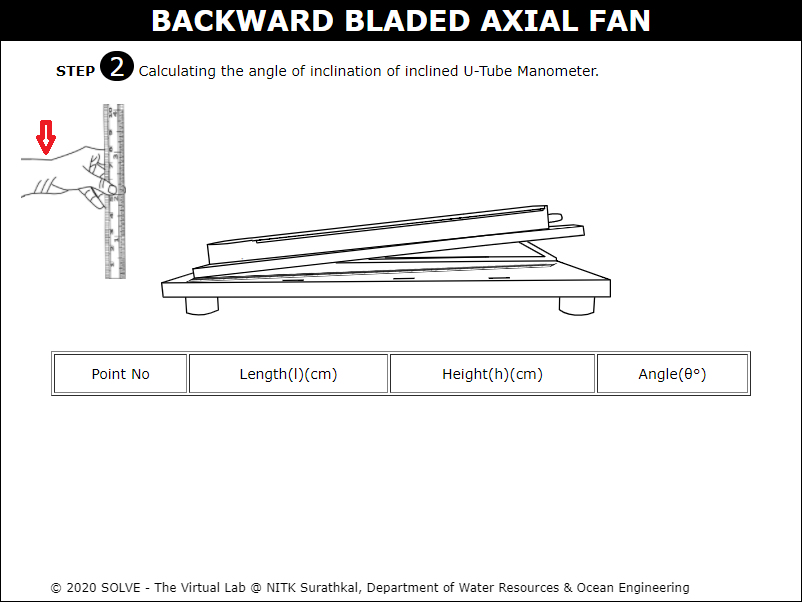 BACKWARD BLADED AXIAL FAN
STEP 2 Calculating the angle of inclination of inclined U-Tube Manometer.
Point No Length(l)(cm) Height(h)(cm) Angle(θ°)
© 2020 SOLVE - The Virtual Lab @ NITK Surathkal, Department of Water Resources & Ocean Engineering